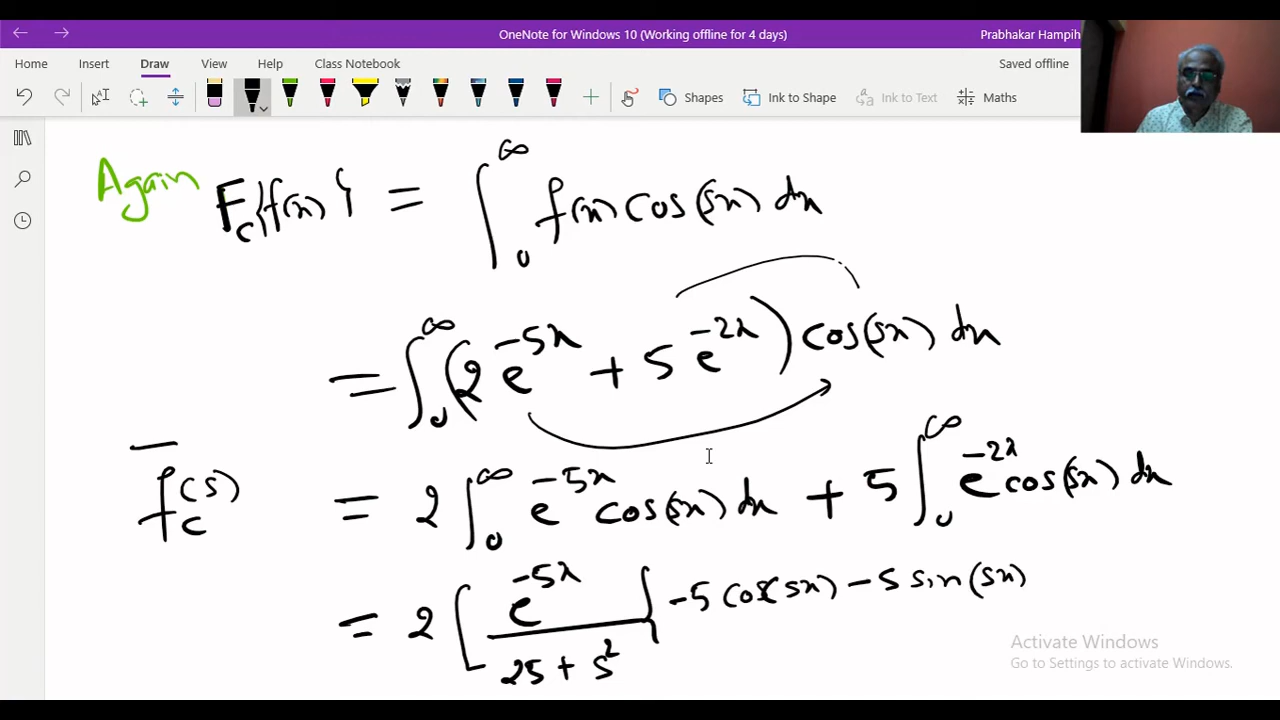 OneNote for Windows 10 (Working offline for 4 days)
Prabhakar Hampih
Home Insert Draw View Help Class Notebook
Saved offline
Shapes Ink to Shape Ink to Text Maths
Again F_c{f(x)} = ∫_0^∞ f(x) cos(sx) dx
= ∫_0^∞ (2 e^{-5x} + 5 e^{-2x}) cos(sx) dx
f̄_c(s) = 2 ∫_0^∞ e^{-5x} cos(sx) dx + 5 ∫_0^∞ e^{-2x} cos(sx) dx
= 2 [ e^{-5x} / (25 + s^2) { -5 cos(sx) - s sin(sx)
Activate Windows
Go to Settings to activate Windows.